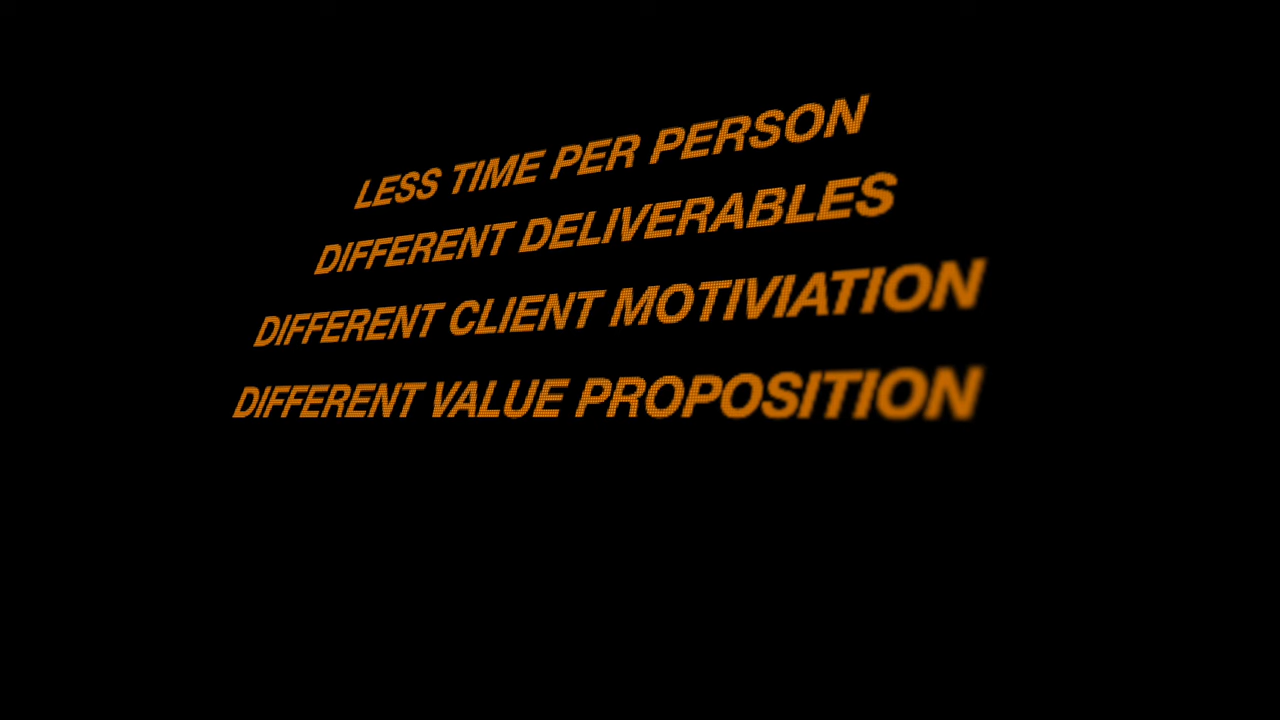 LESS TIME PER PERSON
DIFFERENT DELIVERABLES
DIFFERENT CLIENT MOTIVIATION
DIFFERENT VALUE PROPOSITION